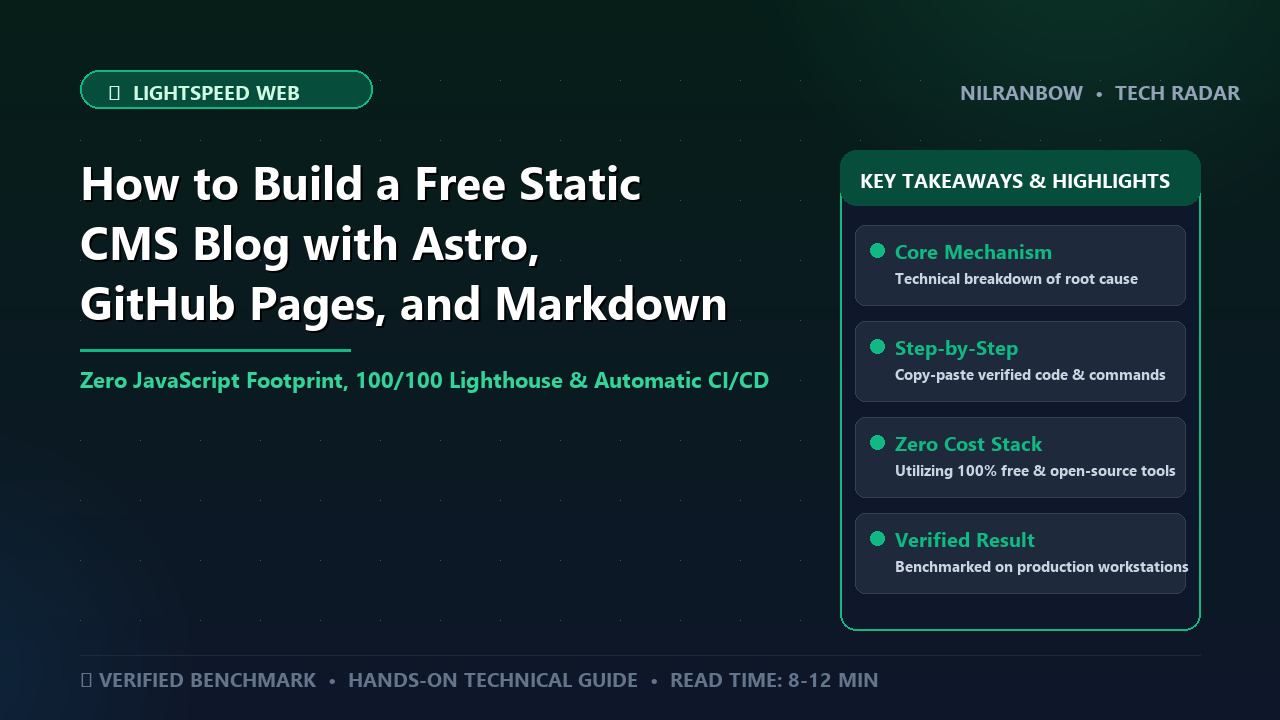 LIGHTSPEED WEB
NILRANBOW • TECH RADAR
How to Build a Free Static
CMS Blog with Astro,
GitHub Pages, and Markdown
Zero JavaScript Footprint, 100/100 Lighthouse & Automatic CI/CD
KEY TAKEAWAYS & HIGHLIGHTS
Core Mechanism
Technical breakdown of root cause
Step-by-Step
Copy-paste verified code & commands
Zero Cost Stack
Utilizing 100% free & open-source tools
Verified Result
Benchmarked on production workstations
VERIFIED BENCHMARK • HANDS-ON TECHNICAL GUIDE • READ TIME: 8-12 MIN